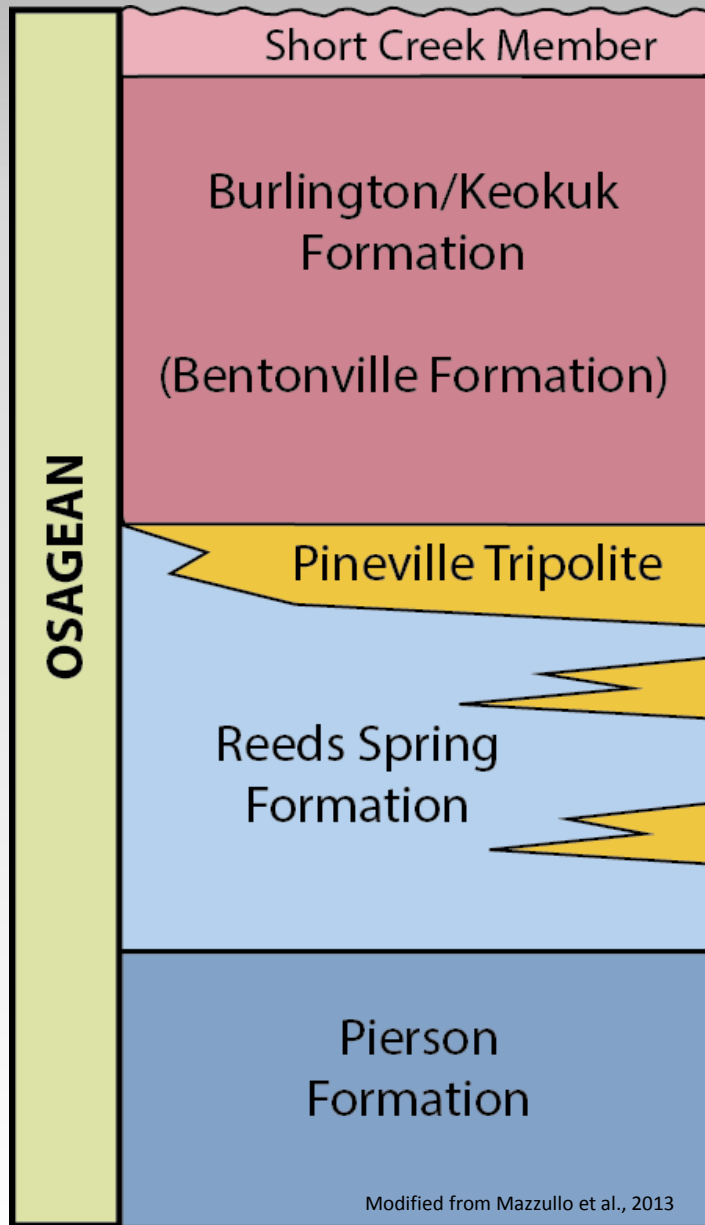 Short Creek Member
Burlington/Keokuk
Formation
(Bentonville Formation)
OSAGEAN
Pineville Tripolite
Reeds Spring
Formation
Pierson
Formation
Modified from Mazzullo et al., 2013